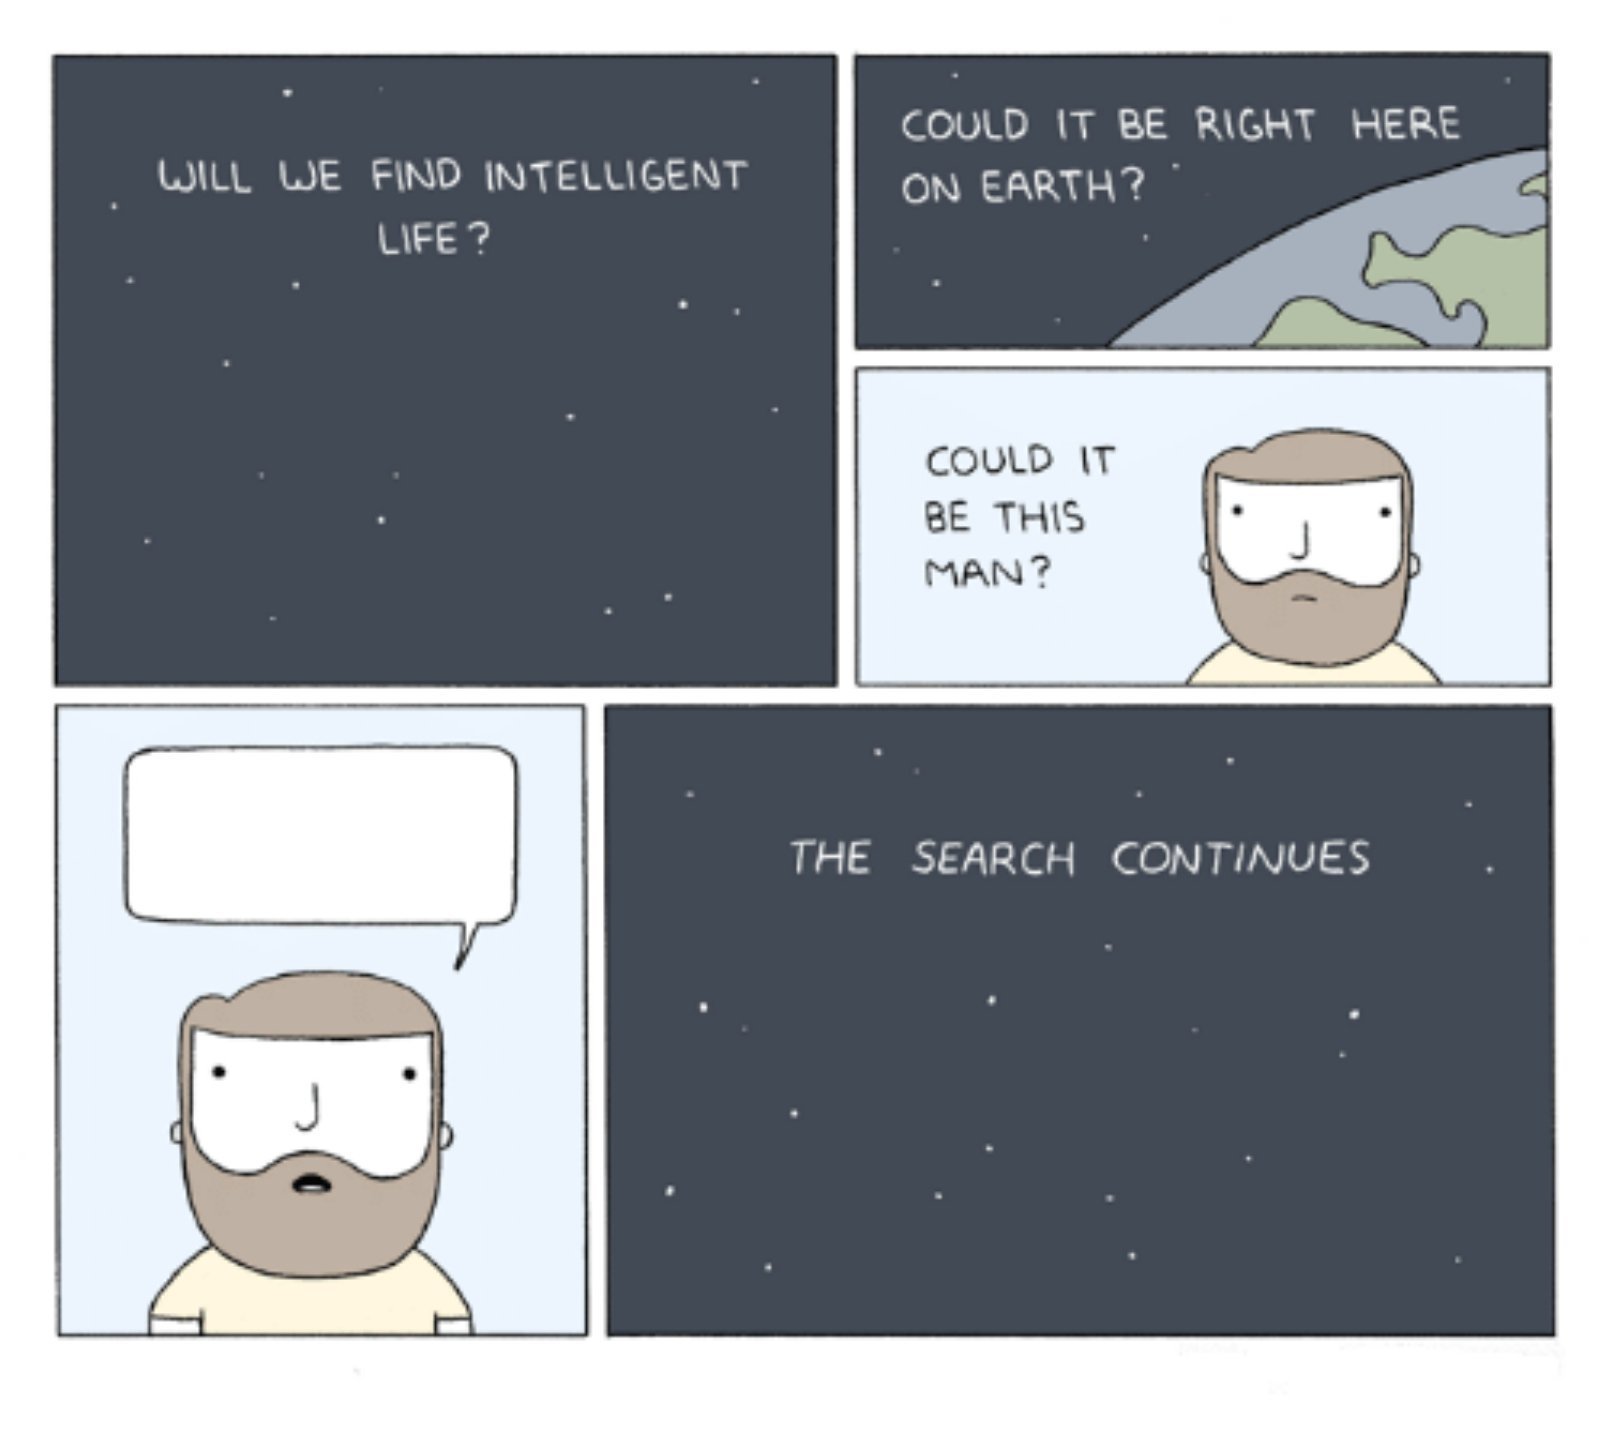 WILL WE FIND INTELLIGENT
LIFE?
COULD IT BE RIGHT HERE
ON EARTH?
COULD IT
BE THIS
MAN?
THE SEARCH CONTINUES